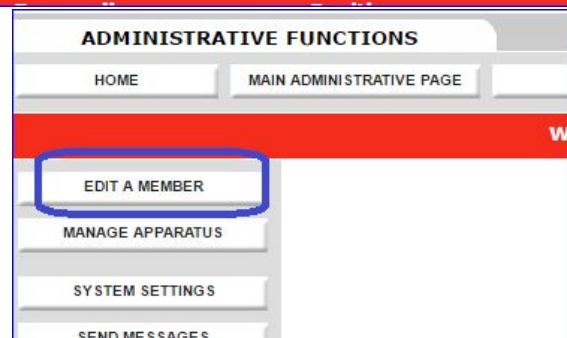 ADMINISTRATIVE FUNCTIONS
HOME MAIN ADMINISTRATIVE PAGE
EDIT A MEMBER
MANAGE APPARATUS
SYSTEM SETTINGS
SEND MESSAGES